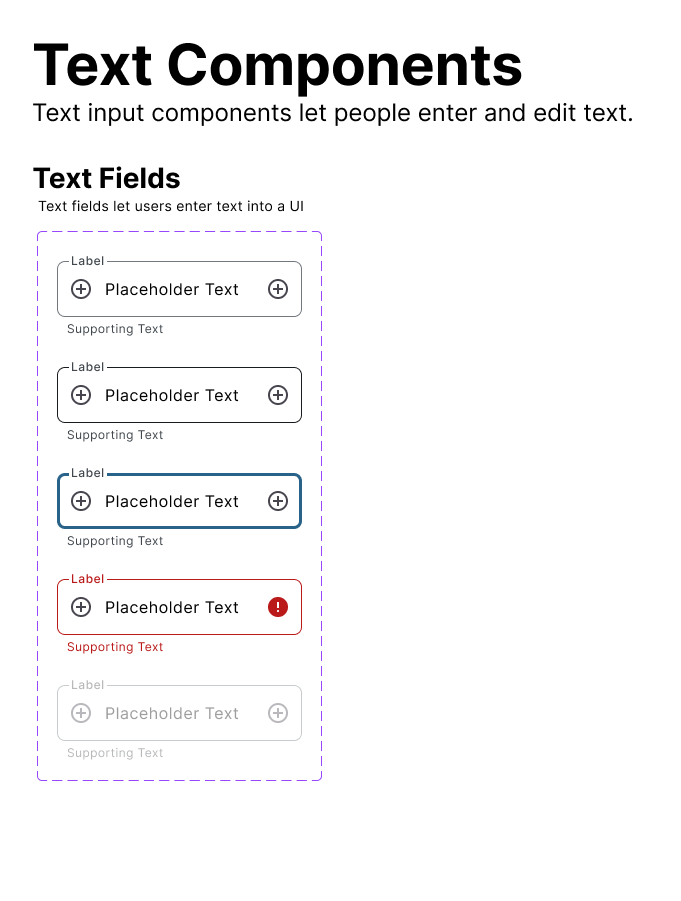 Text Components
Text input components let people enter and edit text.
Text Fields
Text fields let users enter text into a UI
Label
Placeholder Text
Supporting Text
Label
Placeholder Text
Supporting Text
Label
Placeholder Text
Supporting Text
Label
Placeholder Text
Supporting Text
Label
Placeholder Text
Supporting Text